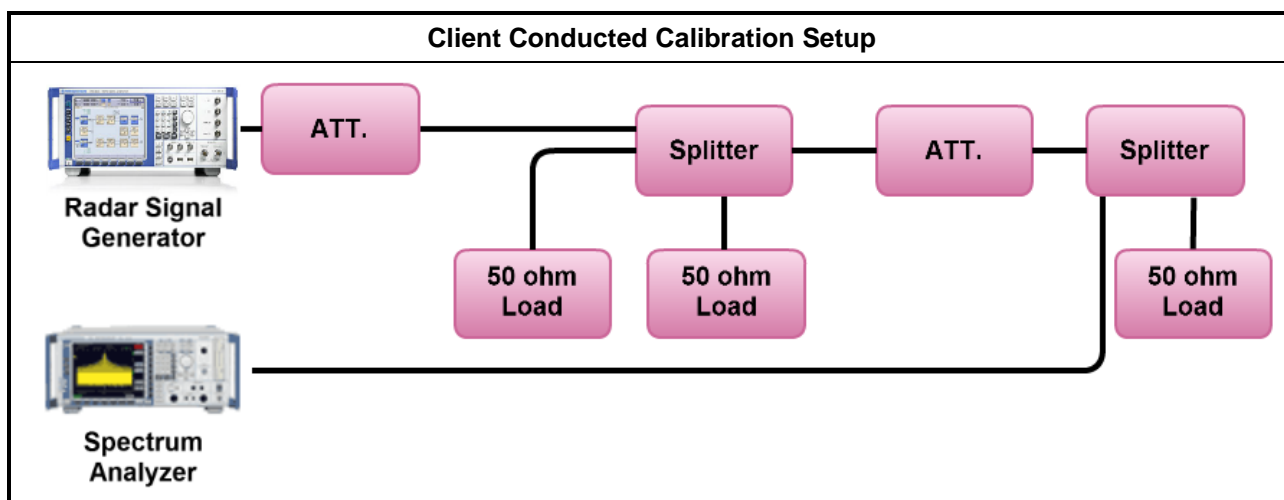 Client Conducted Calibration Setup
ATT.
Splitter
ATT.
Splitter
Radar Signal
Generator
50 ohm
Load
50 ohm
Load
50 ohm
Load
Spectrum
Analyzer